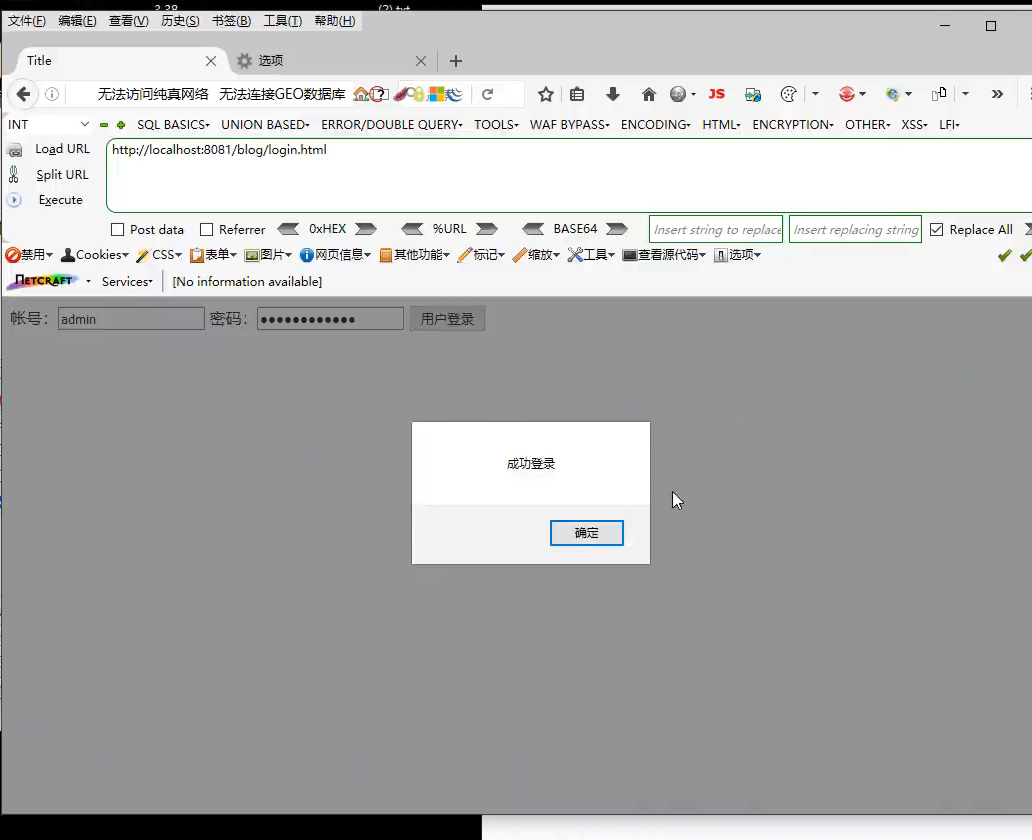 3.38 (2).txt
文件(F) 编辑(E) 查看(V) 历史(S) 书签(B) 工具(T) 帮助(H)
Title 选项
无法访问纯真网络 无法连接GEO数据库 JS
INT SQL BASICS UNION BASED ERROR/DOUBLE QUERY TOOLS WAF BYPASS ENCODING HTML ENCRYPTION OTHER XSS LFI
Load URL http://localhost:8081/blog/login.html
Split URL
Execute
Post data Referrer 0xHEX %URL BASE64 Insert string to replace Insert replacing string Replace All
禁用 Cookies CSS 表单 图片 网页信息 其他功能 标记 缩放 工具 查看源代码 选项
NETCRAFT Services [No information available]
帐号: admin 密码: ●●●●●●●●●●●● 用户登录
成功登录
确定